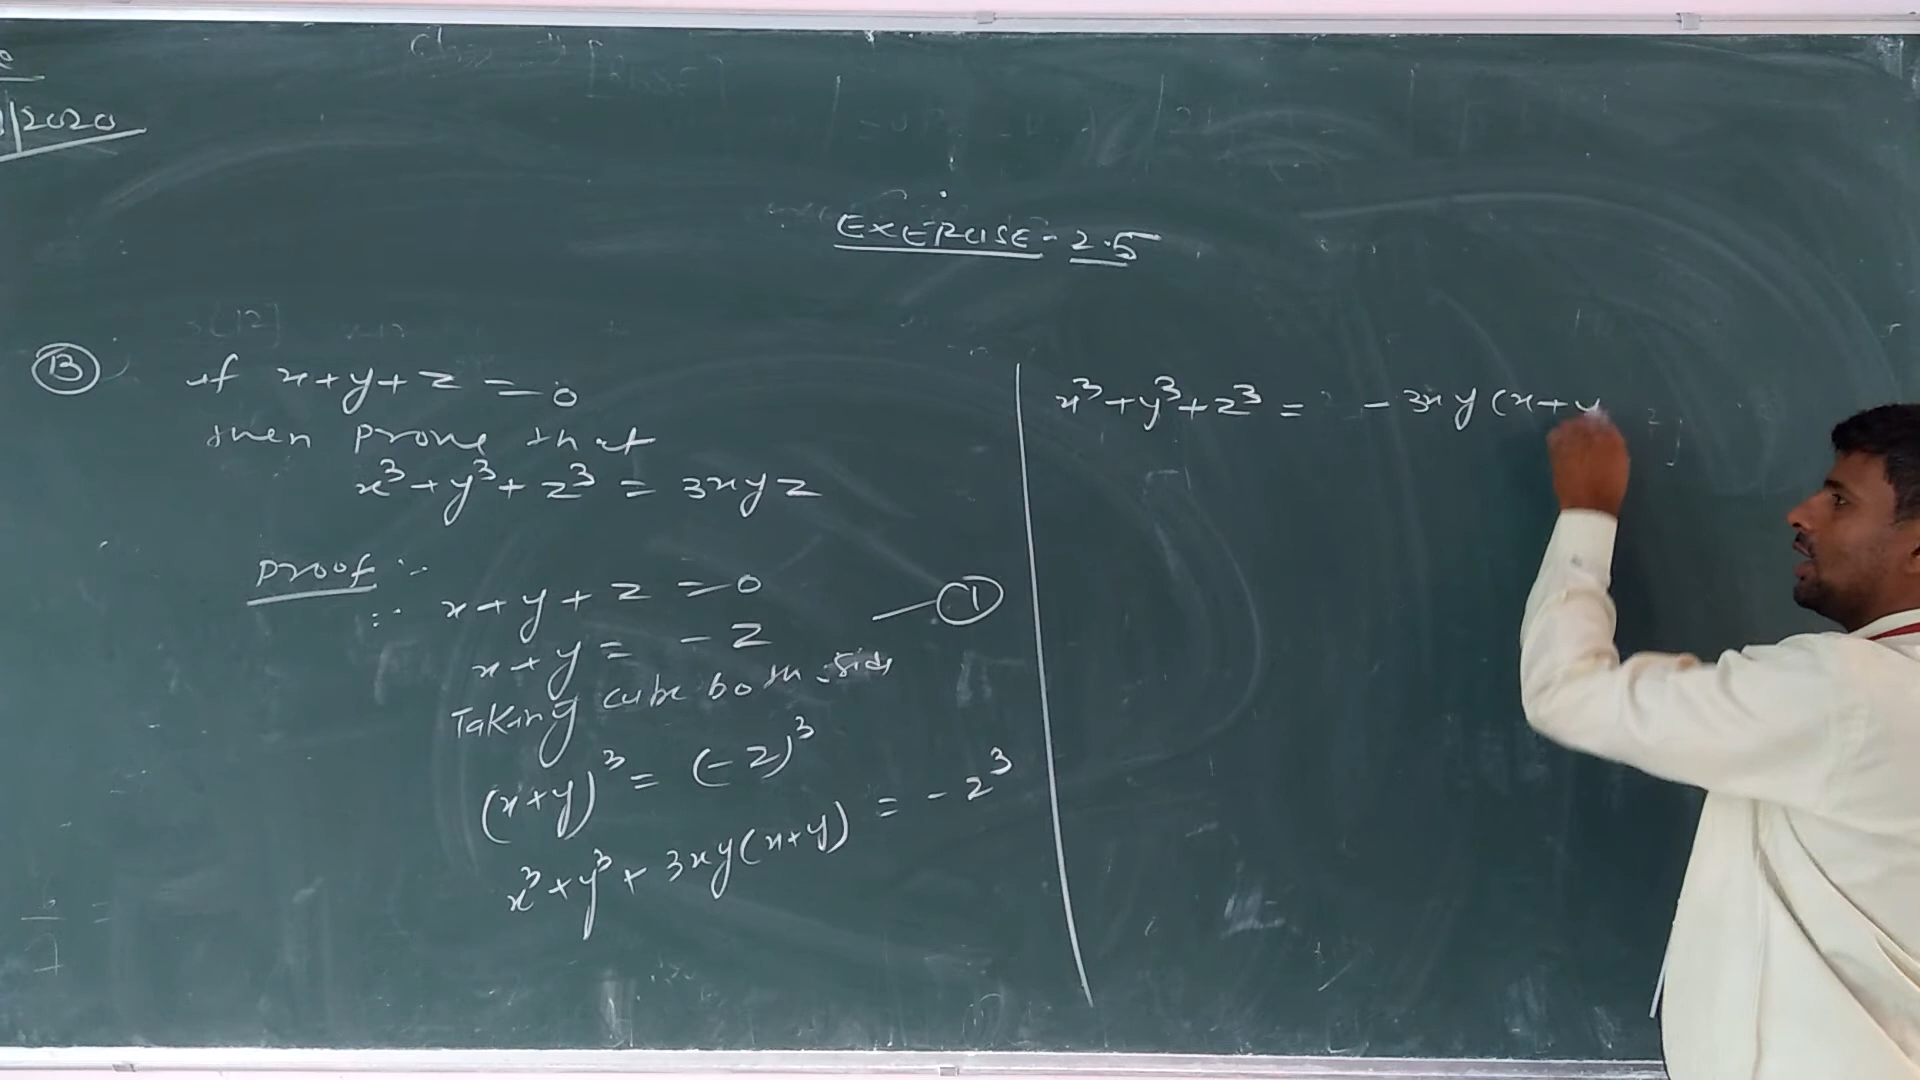 2020
EXERCISE - 2.5
(13) if x+y+z = 0
then prove that
x³+y³+z³ = 3xyz
Proof :-
∵ x+y+z = 0
x+y = -z — (1)
Taking cube both side
(x+y)³ = (-z)³
x³+y³+3xy(x+y) = -z³
x³+y³+z³ = -3xy(x+y